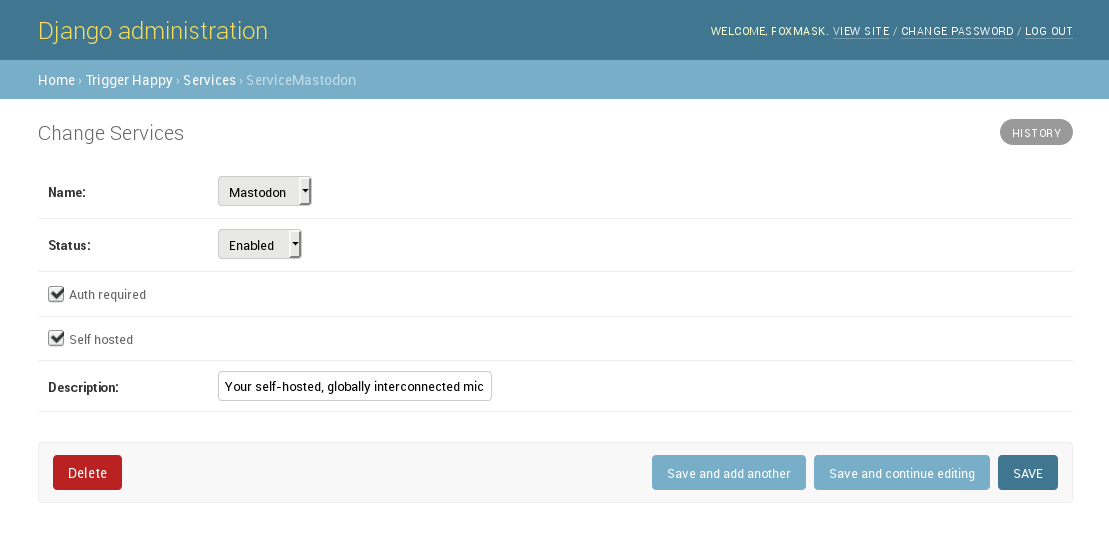 Django administration
WELCOME, FOXMASK. VIEW SITE / CHANGE PASSWORD / LOG OUT
Home › Trigger Happy › Services › ServiceMastodon
Change Services
HISTORY
Name: Mastodon
Status: Enabled
Auth required
Self hosted
Description: Your self-hosted, globally interconnected mic
Delete Save and add another Save and continue editing SAVE